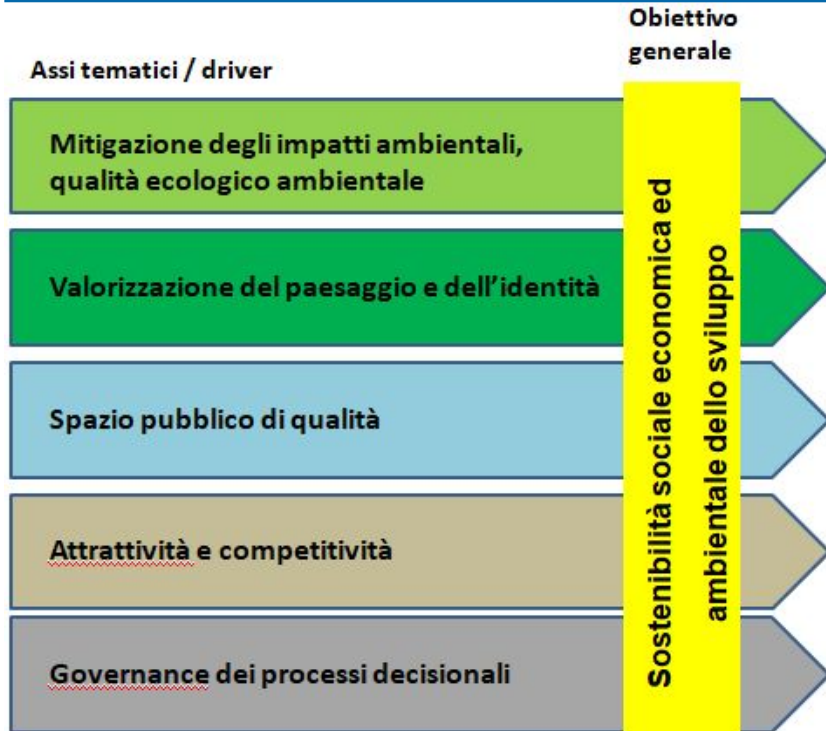 Obiettivo
generale
Assi tematici / driver
Mitigazione degli impatti ambientali,
qualità ecologico ambientale
Valorizzazione del paesaggio e dell'identità
Spazio pubblico di qualità
Attrattività e competitività
Governance dei processi decisionali
Sostenibilità sociale economica ed
ambientale dello sviluppo